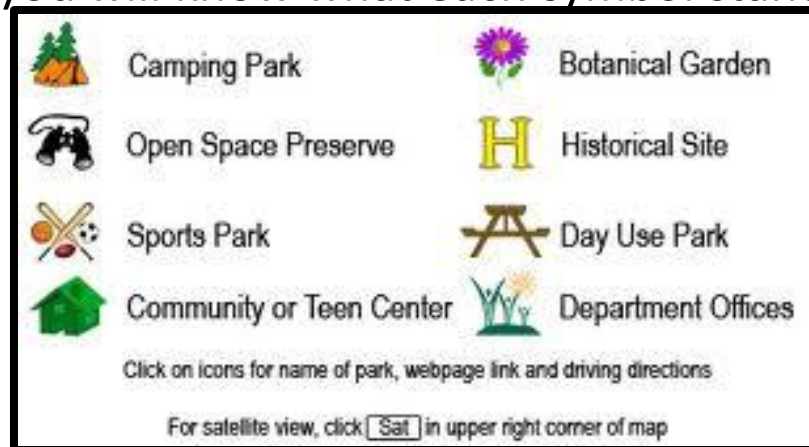 Camping Park
Botanical Garden
Open Space Preserve
H
Historical Site
Sports Park
Day Use Park
Community or Teen Center
Department Offices
Click on icons for name of park, webpage link and driving directions
For satellite view, click Sat in upper right corner of map